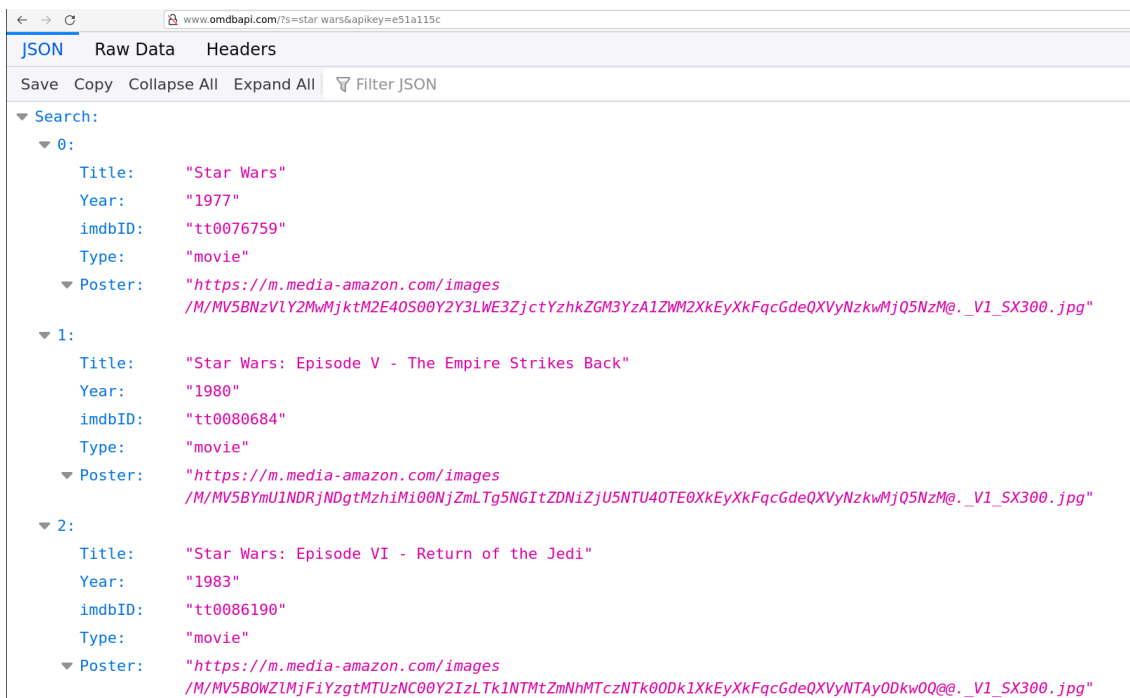 www.omdbapi.com/?s=star wars&apikey=e51a115c
JSON Raw Data Headers
Save Copy Collapse All Expand All Filter JSON
Search:
0:
Title: "Star Wars"
Year: "1977"
imdbID: "tt0076759"
Type: "movie"
Poster: "https://m.media-amazon.com/images
/M/MV5BNzVlY2MwMjktM2E4OS00Y2Y3LWE3ZjctYzhkZGM3YzA1ZWM2XkEyXkFqcGdeQXVyNzkwMjQ5NzM@._V1_SX300.jpg"
1:
Title: "Star Wars: Episode V - The Empire Strikes Back"
Year: "1980"
imdbID: "tt0080684"
Type: "movie"
Poster: "https://m.media-amazon.com/images
/M/MV5BYmU1NDRjNDgtMzhiMi00NjZmLTg5NGItZDNiZjU5NTU4OTE0XkEyXkFqcGdeQXVyNzkwMjQ5NzM@._V1_SX300.jpg"
2:
Title: "Star Wars: Episode VI - Return of the Jedi"
Year: "1983"
imdbID: "tt0086190"
Type: "movie"
Poster: "https://m.media-amazon.com/images
/M/MV5BOWZlMjFiYzgtMTUzNC00Y2IzLTk1NTMtZmNhMTczNTk0ODk1XkEyXkFqcGdeQXVyNTAyODkwOQ@@._V1_SX300.jpg"